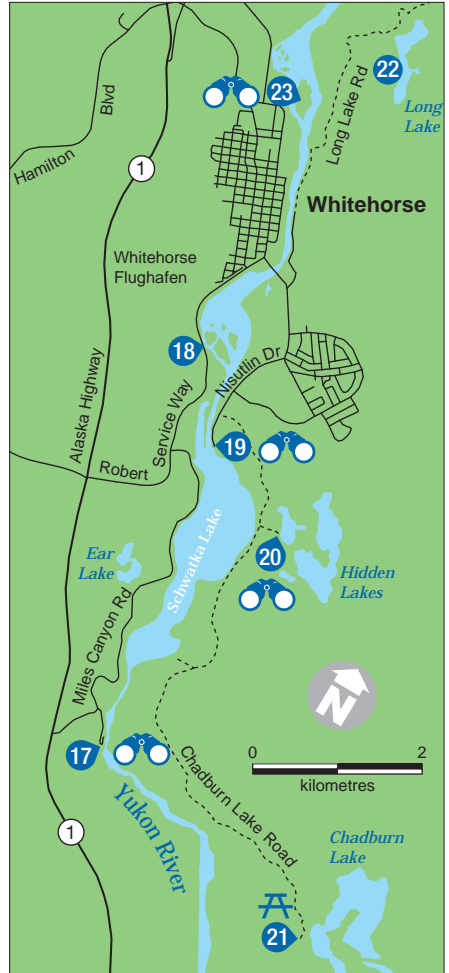 22
23
Long
Lake
Long Lake Rd
Hamilton
Blvd
1
Whitehorse
Whitehorse
Flughafen
18
Nisutlin Dr
Alaska Highway
Robert
Service Way
19
Schwatka Lake
20
Ear
Lake
Hidden
Lakes
Miles Canyon Rd
N
17
0
2
kilometres
Chadburn Lake Road
Yukon River
1
Chadburn
Lake
21